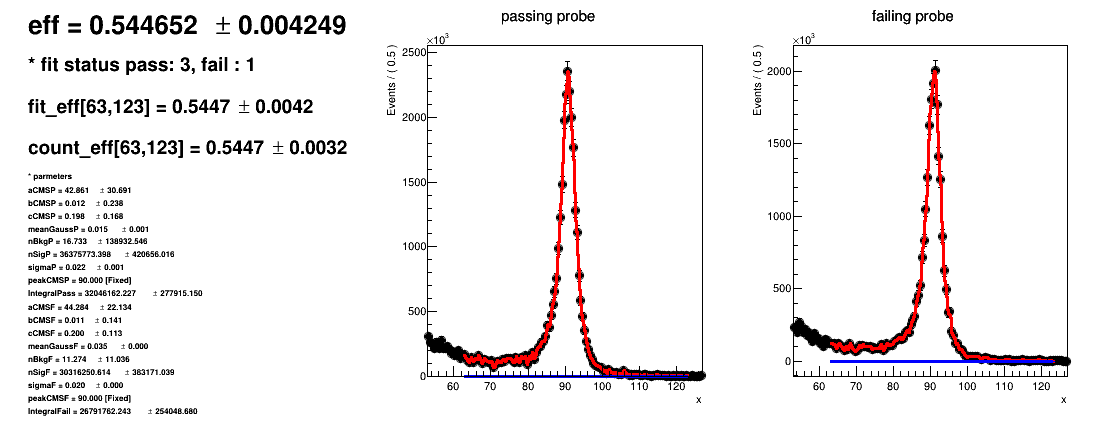 eff = 0.544652 ± 0.004249
* fit status pass: 3, fail : 1
fit_eff[63,123] = 0.5447 ± 0.0042
count_eff[63,123] = 0.5447 ± 0.0032
* parmeters
aCMSP = 42.861 ± 30.691
bCMSP = 0.012 ± 0.238
cCMSP = 0.198 ± 0.168
meanGaussP = 0.015 ± 0.001
nBkgP = 16.733 ± 138932.546
nSigP = 36375773.398 ± 420656.016
sigmaP = 0.022 ± 0.001
peakCMSP = 90.000 [Fixed]
IntegralPass = 32046162.227 ± 277915.150
aCMSF = 44.284 ± 22.134
bCMSF = 0.011 ± 0.141
cCMSF = 0.200 ± 0.113
meanGaussF = 0.035 ± 0.000
nBkgF = 11.274 ± 11.036
nSigF = 30316250.614 ± 383171.039
sigmaF = 0.020 ± 0.000
peakCMSF = 90.000 [Fixed]
IntegralFail = 26791762.243 ± 254048.680
passing probe
×10³
Events / ( 0.5 )
2500
2000
1500
1000
500
0
60 70 80 90 100 110 120
x
failing probe
×10³
Events / ( 0.5 )
2000
1500
1000
500
0
60 70 80 90 100 110 120
x